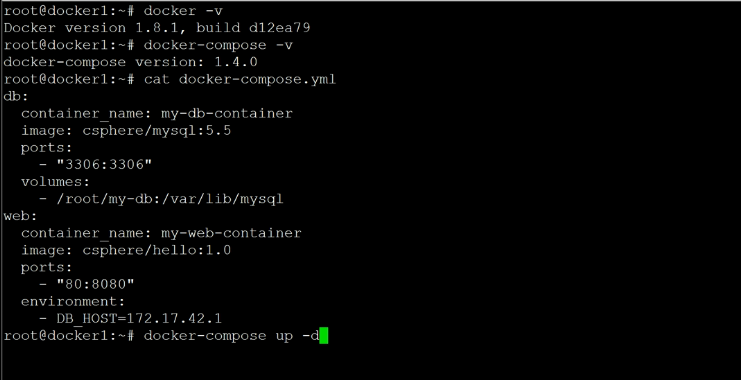 root@docker1:~# docker -v
Docker version 1.8.1, build d12ea79
root@docker1:~# docker-compose -v
docker-compose version: 1.4.0
root@docker1:~# cat docker-compose.yml
db:
  container_name: my-db-container
  image: csphere/mysql:5.5
  ports:
    - "3306:3306"
  volumes:
    - /root/my-db:/var/lib/mysql
web:
  container_name: my-web-container
  image: csphere/hello:1.0
  ports:
    - "80:8080"
  environment:
    - DB_HOST=172.17.42.1
root@docker1:~# docker-compose up -d